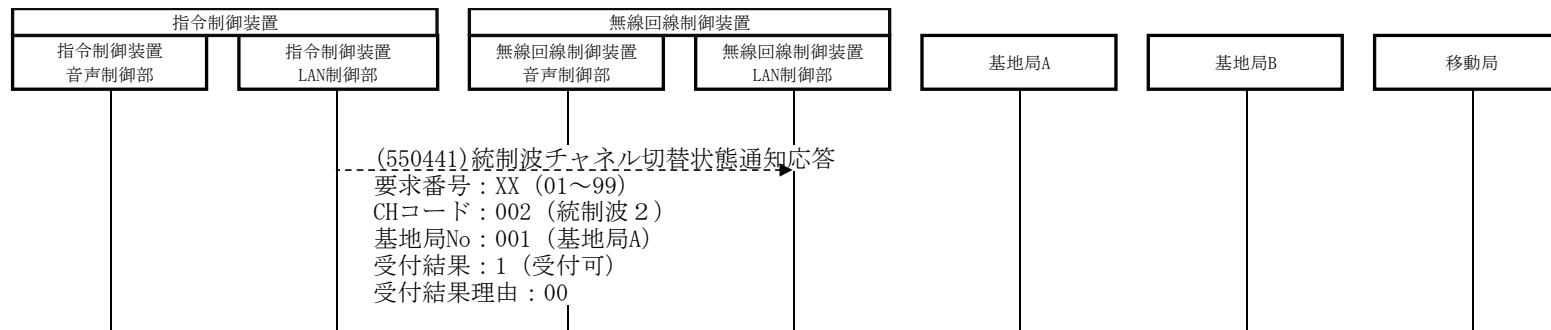 指令制御装置
無線回線制御装置
指令制御装置
音声制御部
指令制御装置
LAN制御部
無線回線制御装置
音声制御部
無線回線制御装置
LAN制御部
基地局A
基地局B
移動局
(550441)統制波チャネル切替状態通知応答
要求番号：XX（01～99）
CHコード：002（統制波２）
基地局No：001（基地局A）
受付結果：1（受付可）
受付結果理由：00